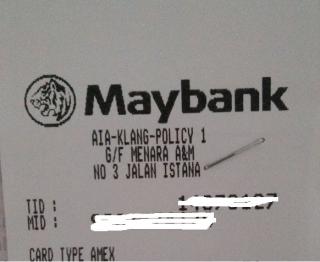 Maybank
AIA-KLANG-POLICY 1
G/F MENARA A&M
NO 3 JALAN ISTANA
TID :
MID :
CARD TYPE AMEX